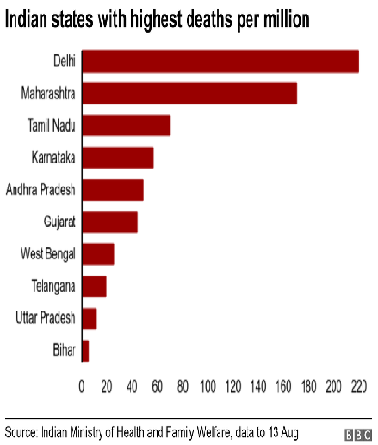 Indian states with highest deaths per million
Delhi
Maharashtra
Tamil Nadu
Karnataka
Andhra Pradesh
Gujarat
West Bengal
Telangana
Uttar Pradesh
Bihar
0 20 40 60 80 100 120 140 160 180 200 220
Source: Indian Ministry of Health and Family Welfare, data to 13 Aug
BBC